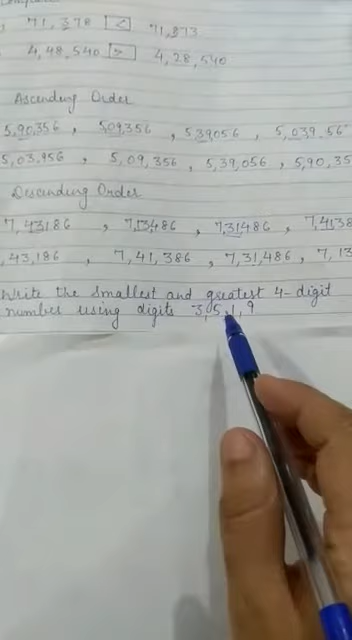 71,378 < 71,873
4,48,540 > 4,28,540
Ascending Order
5,90,356 , 509,356 , 5,39056 , 5,039,56
5,03,956 , 5,09,356 , 5,39,056 , 5,90,35
Descending Order
7,43186 , 7,13486 , 7,31486 , 7,4138
,43,186 , 7,41,386 , 7,31,486 , 7,13
Write the smallest and greatest 4-digit
number using digits 3,5,1,9